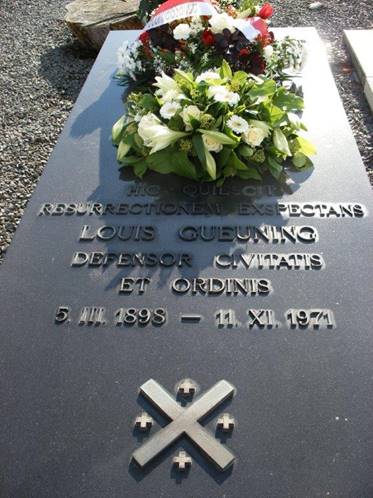 HIC QUIESCIT
RESURRECTIONEM EXSPECTANS
LOUIS GUEUNING
DEFENSOR CIVITATIS
ET ORDINIS
5. III. 1898 — 11. XI. 1971